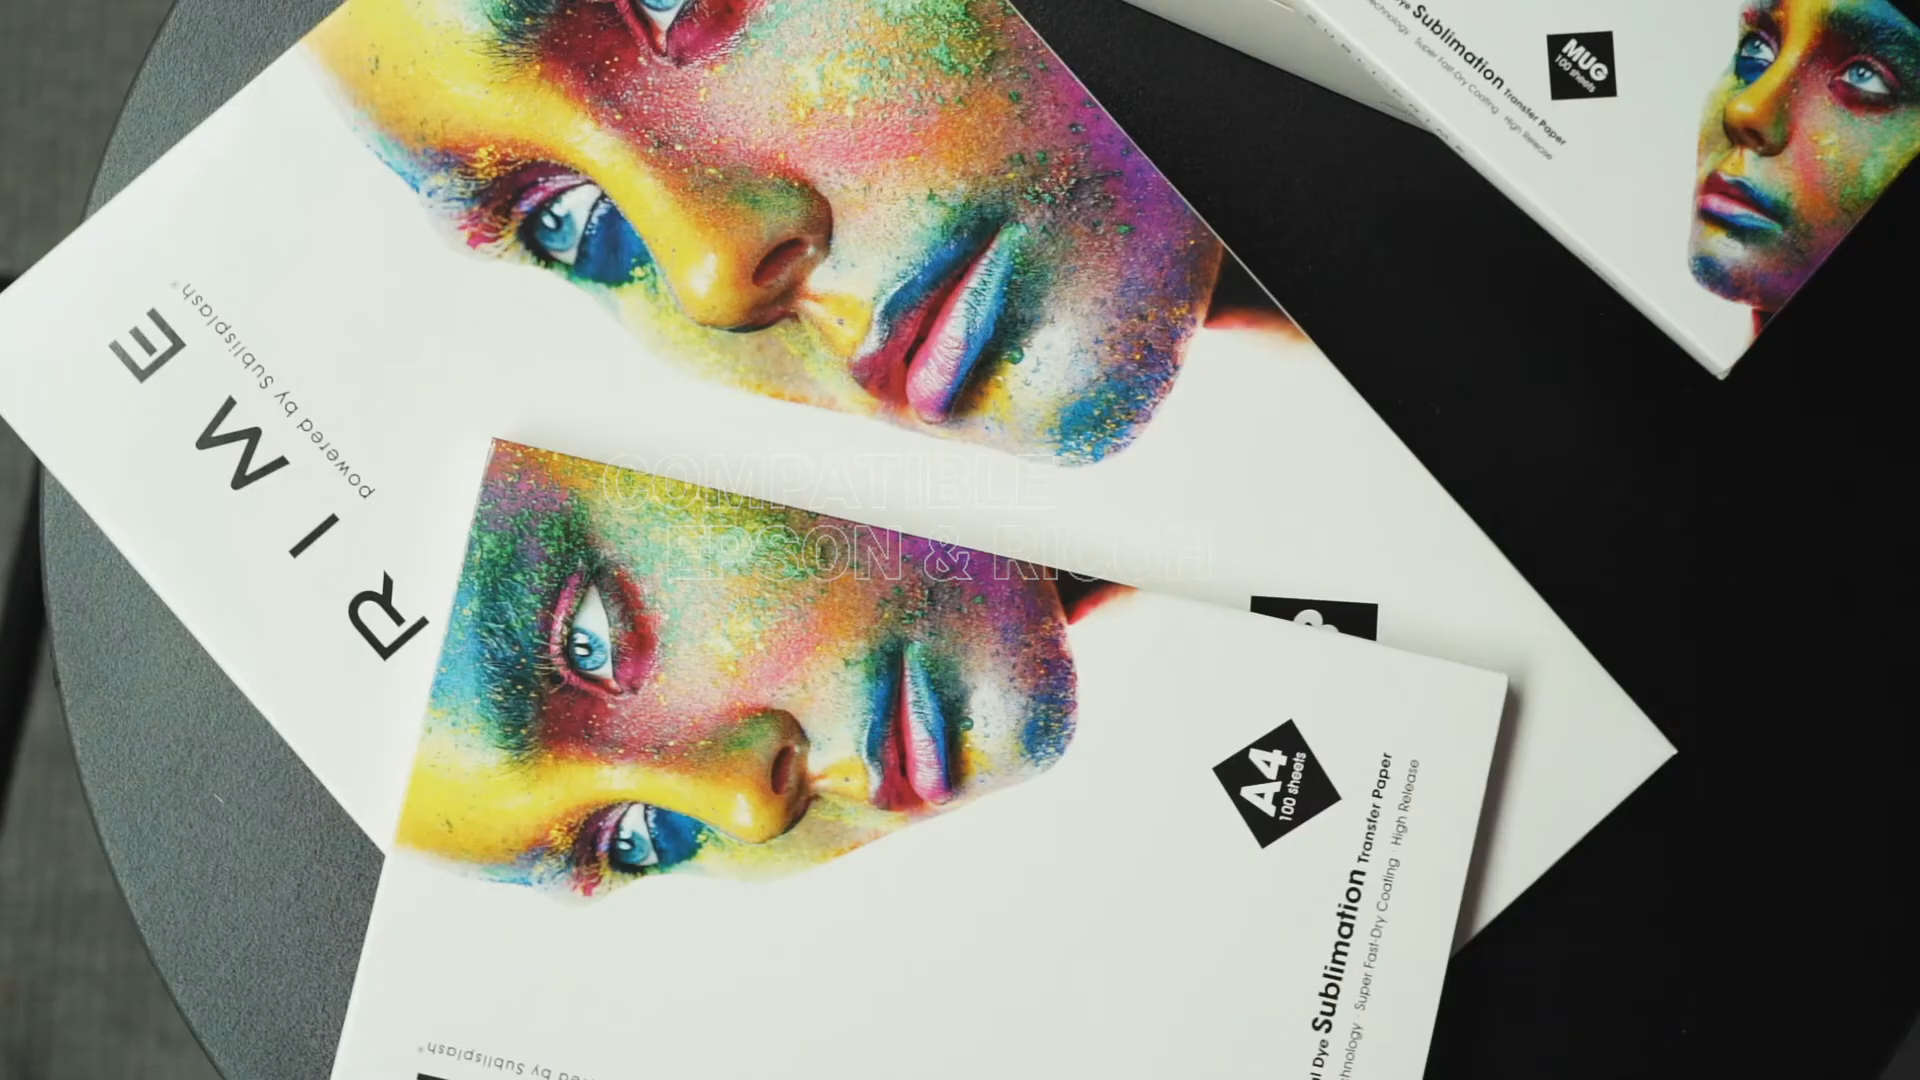 Sublimation Transfer Paper
Super Fast-Dry Coating · High Release
MUG
100 sheets
RIME
powered by Sublisplash®
COMPATIBLE
EPSON & RICOH
A4
100 sheets
Dye Sublimation Transfer Paper
Super Fast-Dry Coating · High Release
by Sublisplash®